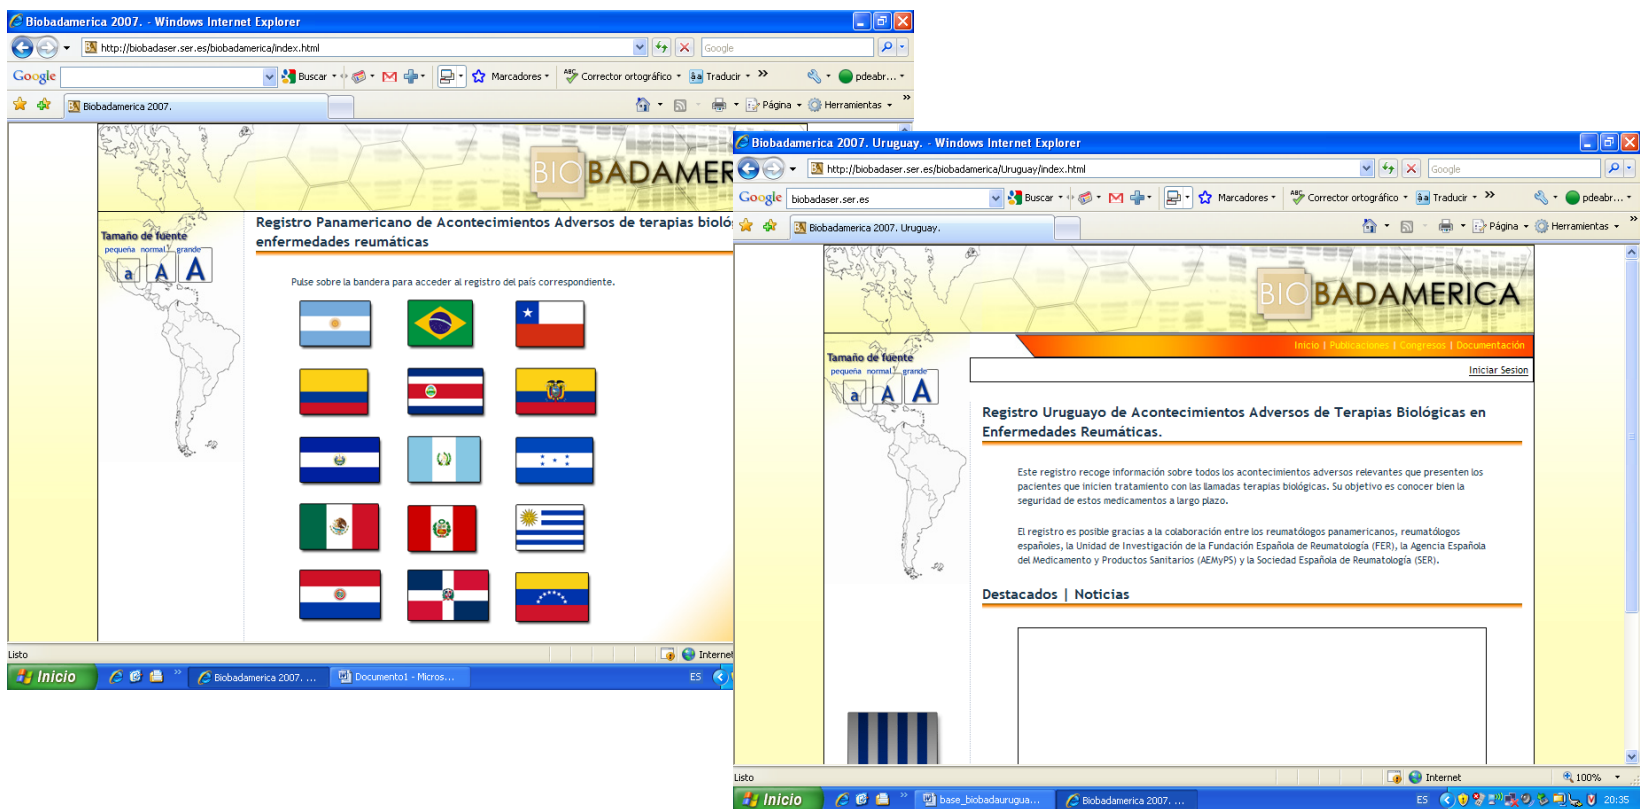 Biobadamerica 2007. - Windows Internet Explorer
http://biobadaser.ser.es/biobadamerica/index.html
Google
Google
Buscar
Marcadores
ABC Corrector ortográfico
Traducir
pdeabr...
Biobadamerica 2007.
Página
Herramientas
BIOBADAMER
Tamaño de fuente
pequeña normal grande
a A A
Registro Panamericano de Acontecimientos Adversos de terapias bioló
enfermedades reumáticas
Pulse sobre la bandera para acceder al registro del país correspondiente.
Listo
Interne
Inicio
Biobadamerica 2007. ...
Documento1 - Micros...
ES
Biobadamerica 2007. Uruguay. - Windows Internet Explorer
http://biobadaser.ser.es/biobadamerica/Uruguay/index.html
Google
Google
biobadaser.ser.es
Buscar
Marcadores
ABC Corrector ortográfico
Traducir
pdeabr...
Biobadamerica 2007. Uruguay.
Página
Herramientas
BIOBADAMERICA
Inicio | Publicaciones | Congresos | Documentación
Iniciar Sesion
Tamaño de fuente
pequeña normal grande
a A A
Registro Uruguayo de Acontecimientos Adversos de Terapias Biológicas en
Enfermedades Reumáticas.
Este registro recoge información sobre todos los acontecimientos adversos relevantes que presenten los
pacientes que inicien tratamiento con las llamadas terapias biológicas. Su objetivo es conocer bien la
seguridad de estos medicamentos a largo plazo.
El registro es posible gracias a la colaboración entre los reumatólogos panamericanos, reumatólogos
españoles, la Unidad de Investigación de la Fundación Española de Reumatología (FER), la Agencia Española
del Medicamento y Productos Sanitarios (AEMyPS) y la Sociedad Española de Reumatología (SER).
Destacados | Noticias
Listo
Internet
100%
Inicio
base_biobadaurugua...
Biobadamerica 2007. ...
ES
20:35